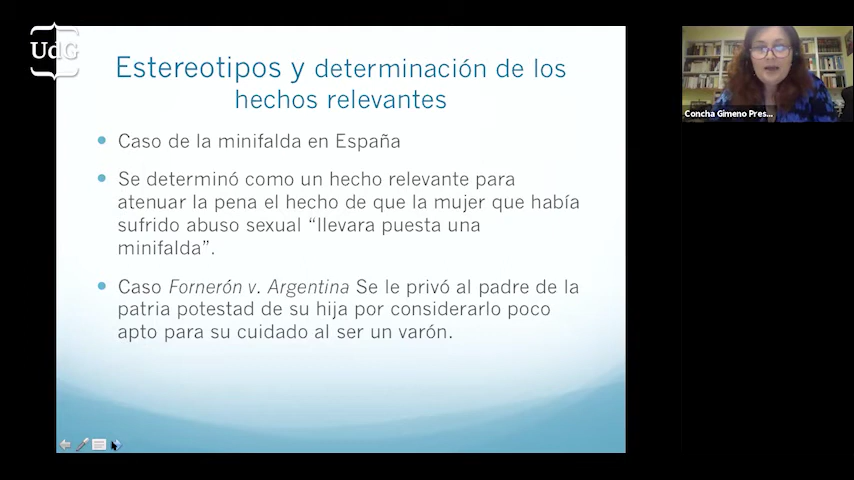 UdG
Estereotipos y determinación de los
hechos relevantes
Caso de la minifalda en España
Se determinó como un hecho relevante para
atenuar la pena el hecho de que la mujer que había
sufrido abuso sexual “llevara puesta una
minifalda”.
Caso Fornerón v. Argentina Se le privó al padre de la
patria potestad de su hija por considerarlo poco
apto para su cuidado al ser un varón.
Concha Gimeno Pres...